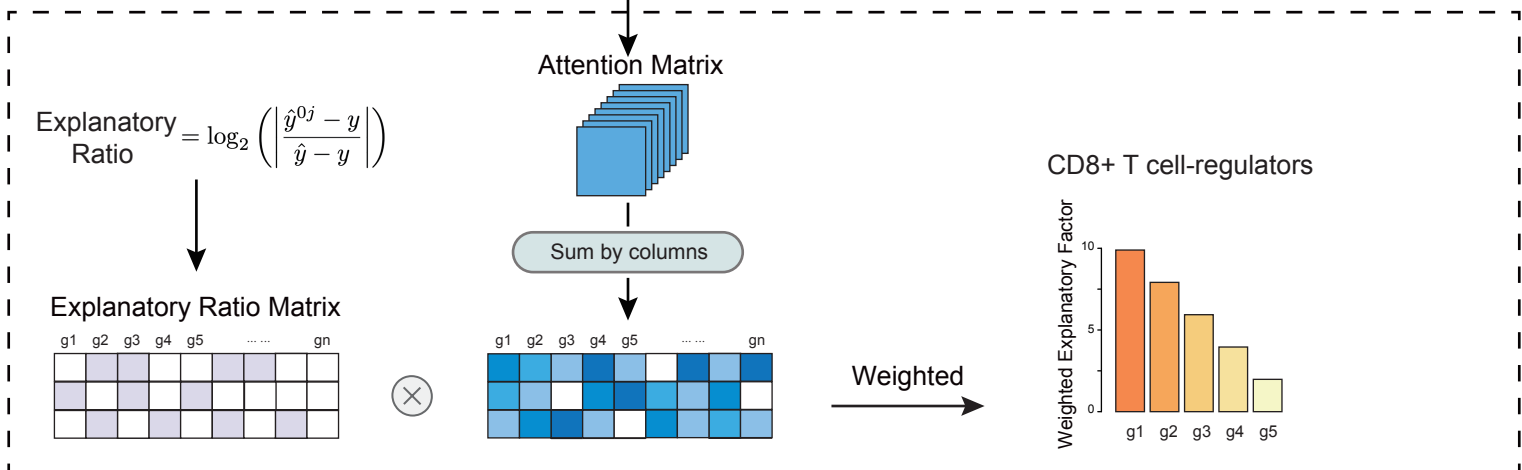 Attention Matrix
Explanatory
Ratio
= log₂ ( | ŷ⁰ʲ − y / ŷ − y | )
Sum by columns
Explanatory Ratio Matrix
g1 g2 g3 g4 g5 ... ... gn
g1 g2 g3 g4 g5 ... ... gn
Weighted
CD8+ T cell-regulators
Weighted Explanatory Factor
10
5
0
g1 g2 g3 g4 g5